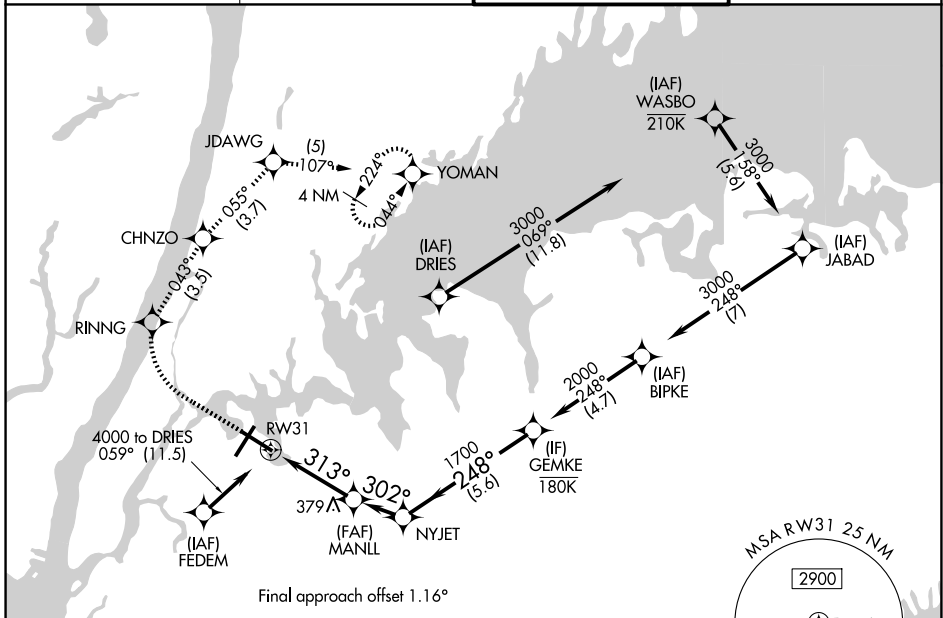 (IAF)
WASBO
210K
3000
158°
(5.6)
JDAWG
(5)
107°
224°
044°
4 NM
YOMAN
055°
(3.7)
CHNZO
043°
(3.5)
RINNG
(IAF)
DRIES
3000
069°
(11.8)
(IAF)
JABAD
3000
248°
(7)
(IAF)
BIPKE
2000
248°
(4.7)
(IF)
GEMKE
180K
1700
248°
(5.6)
RW31
4000 to DRIES
059° (11.5)
313°
302°
379
(FAF)
MANLL
NYJET
(IAF)
FEDEM
Final approach offset 1.16°
MSA RW31 25 NM
2900